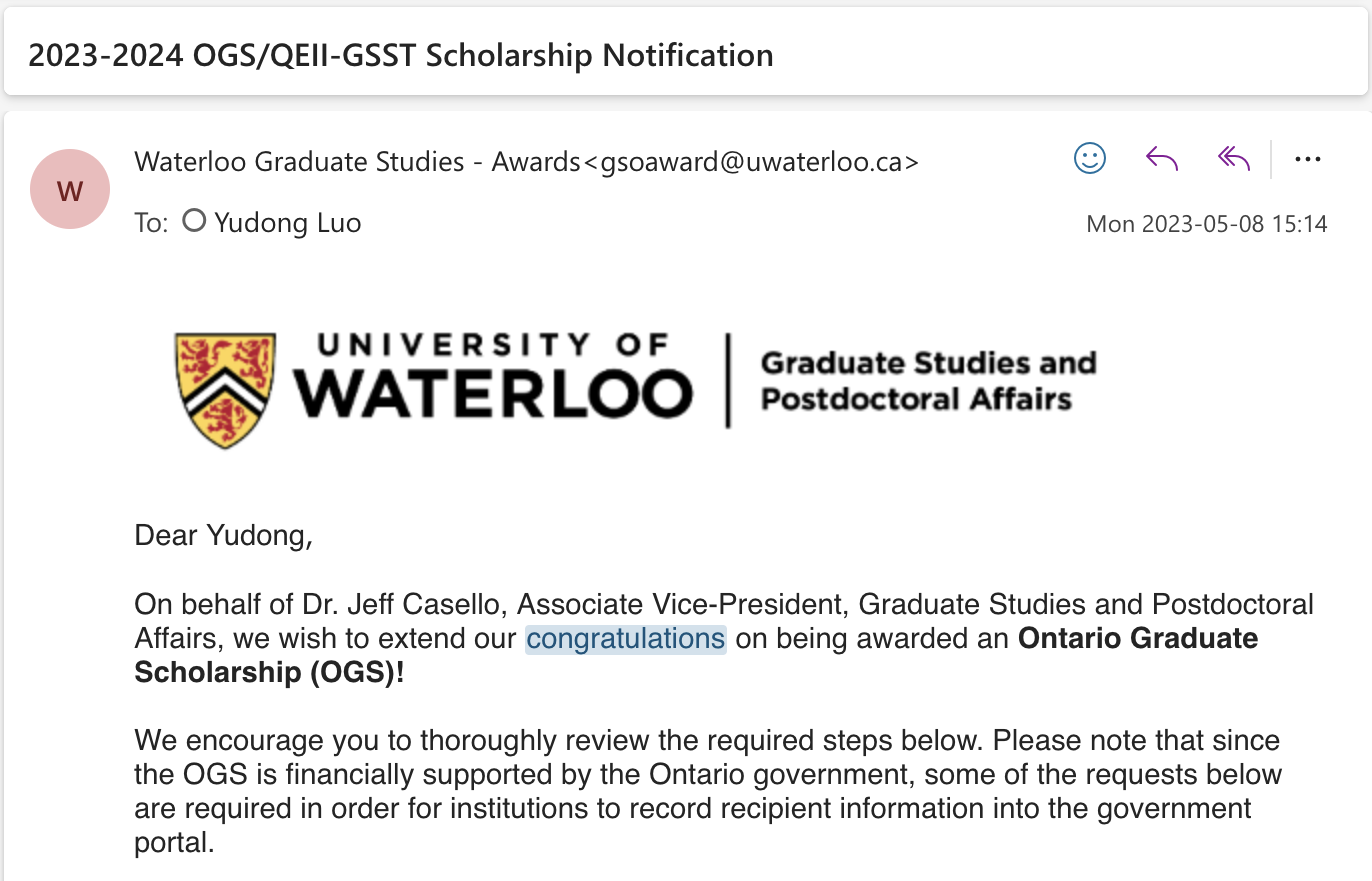 2023-2024 OGS/QEII-GSST Scholarship Notification
W
Waterloo Graduate Studies - Awards<gsoaward@uwaterloo.ca>
To: Yudong Luo
Mon 2023-05-08 15:14
UNIVERSITY OF
WATERLOO
Graduate Studies and
Postdoctoral Affairs
Dear Yudong,
On behalf of Dr. Jeff Casello, Associate Vice-President, Graduate Studies and Postdoctoral
Affairs, we wish to extend our congratulations on being awarded an Ontario Graduate
Scholarship (OGS)!
We encourage you to thoroughly review the required steps below. Please note that since
the OGS is financially supported by the Ontario government, some of the requests below
are required in order for institutions to record recipient information into the government
portal.